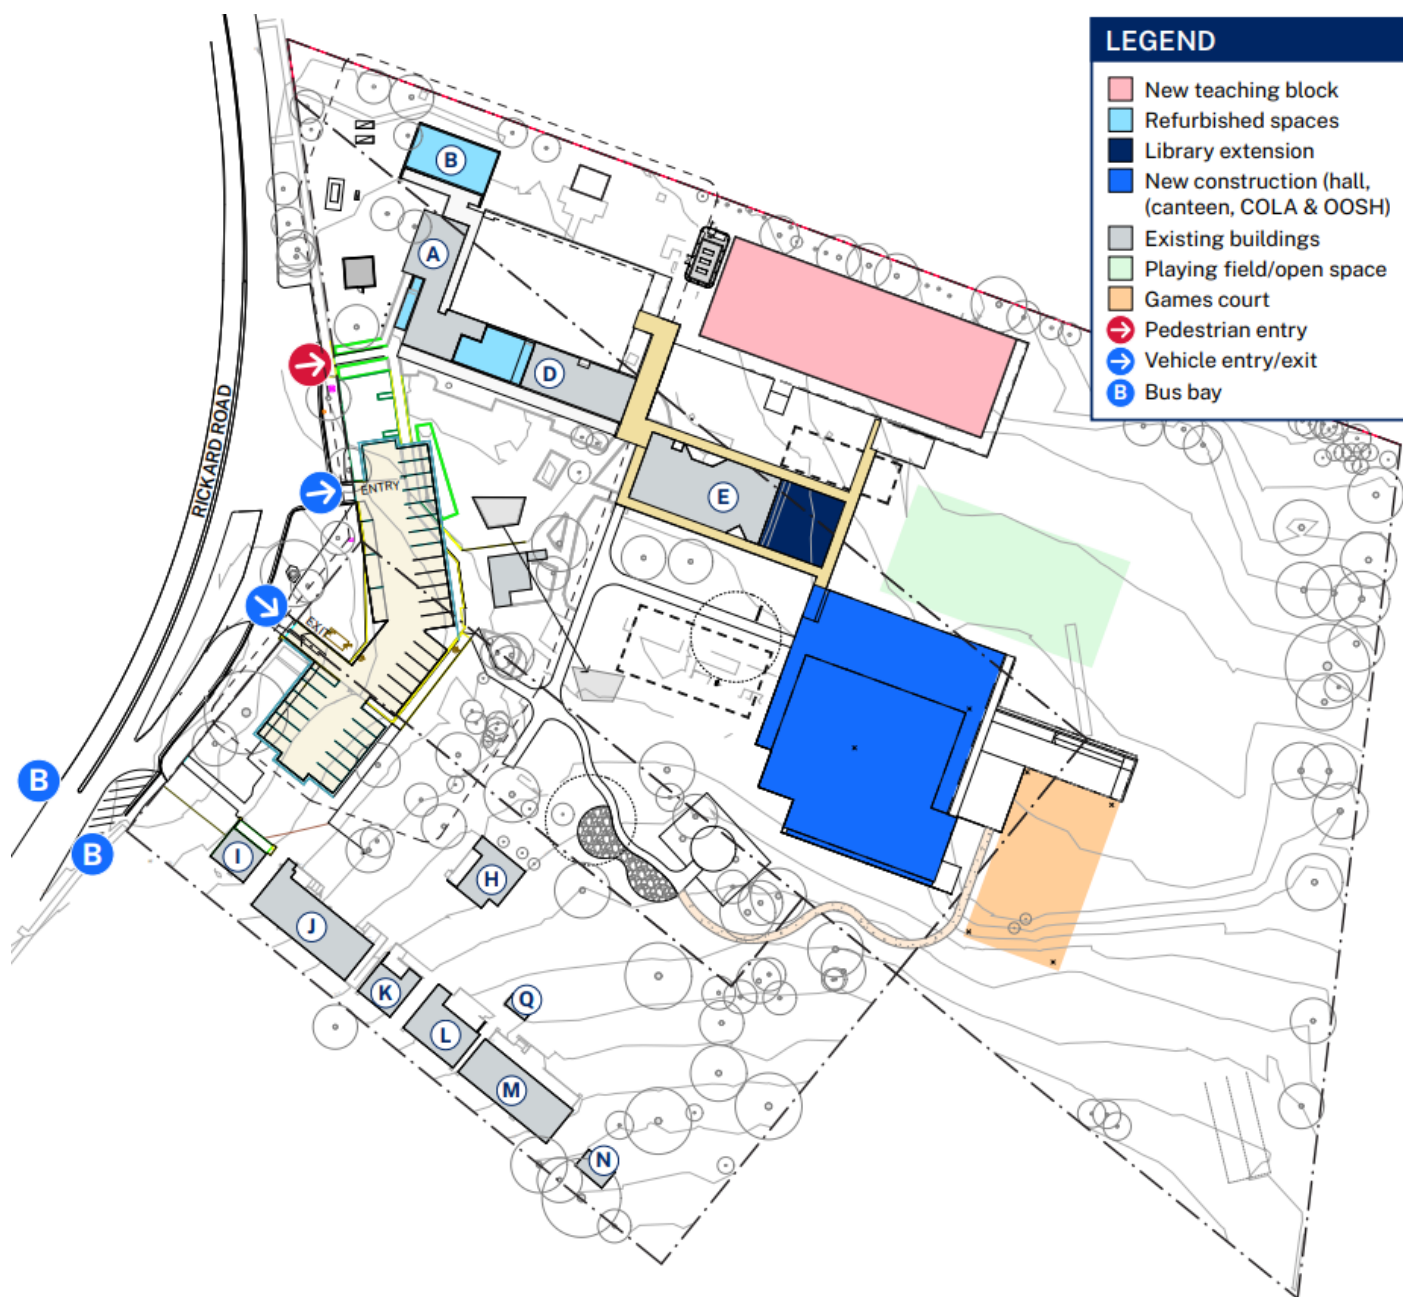 LEGEND
New teaching block
Refurbished spaces
Library extension
New construction (hall,
(canteen, COLA & OOSH)
Existing buildings
Playing field/open space
Games court
Pedestrian entry
Vehicle entry/exit
B Bus bay
B
A
D
E
RICKARD ROAD
ENTRY
EXIT
B
B
I
H
J
K
Q
L
M
N